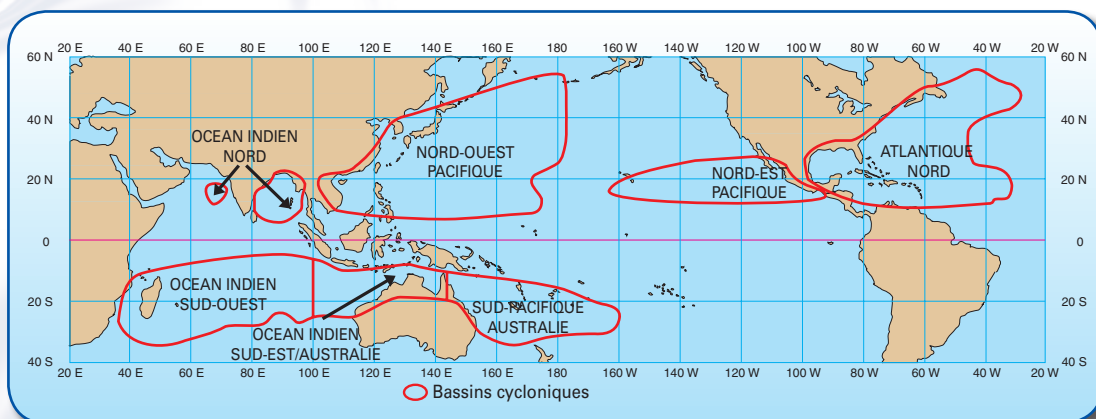 20 E 40 E 60 E 80 E 100 E 120 E 140 E 160 E 180 160 W 140 W 120 W 100 W 80 W 60 W 40 W 20 W
60 N 60 N
40 N 40 N
20 N 20 N
0 0
20 S 20 S
40 S 40 S
OCEAN INDIEN
NORD
NORD-OUEST
PACIFIQUE
NORD-EST
PACIFIQUE
ATLANTIQUE
NORD
OCEAN INDIEN
SUD-OUEST
OCEAN INDIEN
SUD-EST/AUSTRALIE
SUD-PACIFIQUE
AUSTRALIE
20 E 40 E 60 E 80 E 100 E 120 E 140 E 160 E 180 160 W 140 W 120 W 100 W 80 W 60 W 40 W 20 W
Bassins cycloniques